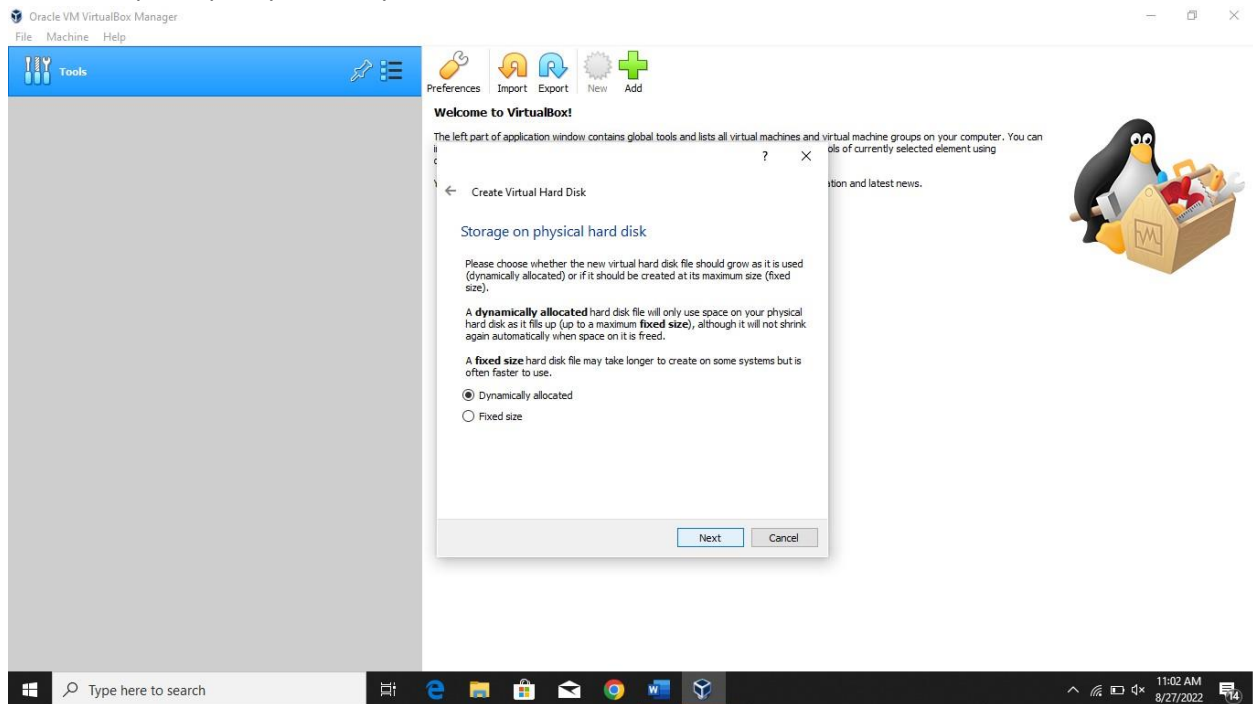 Oracle VM VirtualBox Manager
File Machine Help
Tools
Preferences Import Export New Add
Welcome to VirtualBox!
The left part of application window contains global tools and lists all virtual machines and virtual machine groups on your computer. You can
ols of currently selected element using
ation and latest news.
?
Create Virtual Hard Disk
Storage on physical hard disk
Please choose whether the new virtual hard disk file should grow as it is used
(dynamically allocated) or if it should be created at its maximum size (fixed
size).
A dynamically allocated hard disk file will only use space on your physical
hard disk as it fills up (up to a maximum fixed size), although it will not shrink
again automatically when space on it is freed.
A fixed size hard disk file may take longer to create on some systems but is
often faster to use.
Dynamically allocated
Fixed size
Next Cancel
Type here to search
11:02 AM
8/27/2022
14